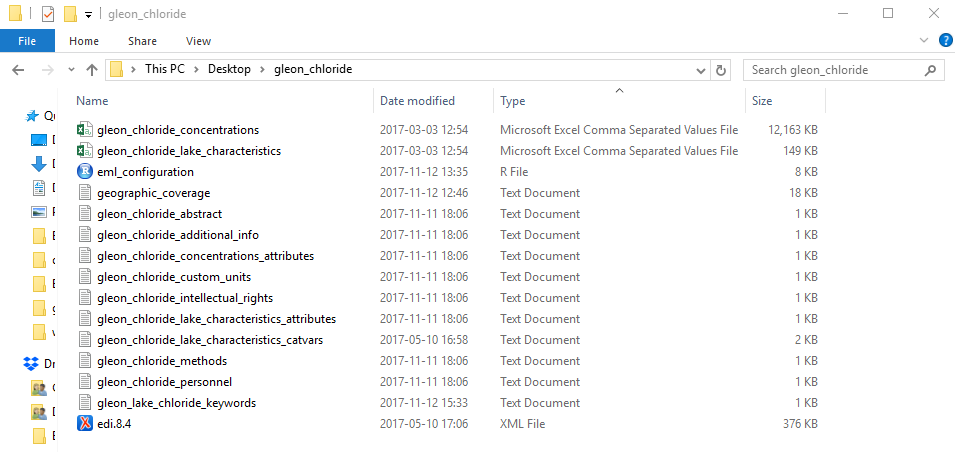 gleon_chloride
File Home Share View
This PC Desktop gleon_chloride Search gleon_chloride
Name Date modified Type Size
gleon_chloride_concentrations 2017-03-03 12:54 Microsoft Excel Comma Separated Values File 12,163 KB
gleon_chloride_lake_characteristics 2017-03-03 12:54 Microsoft Excel Comma Separated Values File 149 KB
eml_configuration 2017-11-12 13:35 R File 8 KB
geographic_coverage 2017-11-12 12:46 Text Document 18 KB
gleon_chloride_abstract 2017-11-11 18:06 Text Document 1 KB
gleon_chloride_additional_info 2017-11-11 18:06 Text Document 1 KB
gleon_chloride_concentrations_attributes 2017-11-11 18:06 Text Document 1 KB
gleon_chloride_custom_units 2017-11-11 18:06 Text Document 1 KB
gleon_chloride_intellectual_rights 2017-11-11 18:06 Text Document 1 KB
gleon_chloride_lake_characteristics_attributes 2017-11-11 18:06 Text Document 1 KB
gleon_chloride_lake_characteristics_catvars 2017-05-10 16:58 Text Document 2 KB
gleon_chloride_methods 2017-11-11 18:06 Text Document 1 KB
gleon_chloride_personnel 2017-11-11 18:06 Text Document 1 KB
gleon_lake_chloride_keywords 2017-11-12 15:33 Text Document 1 KB
edi.8.4 2017-05-10 17:06 XML File 376 KB